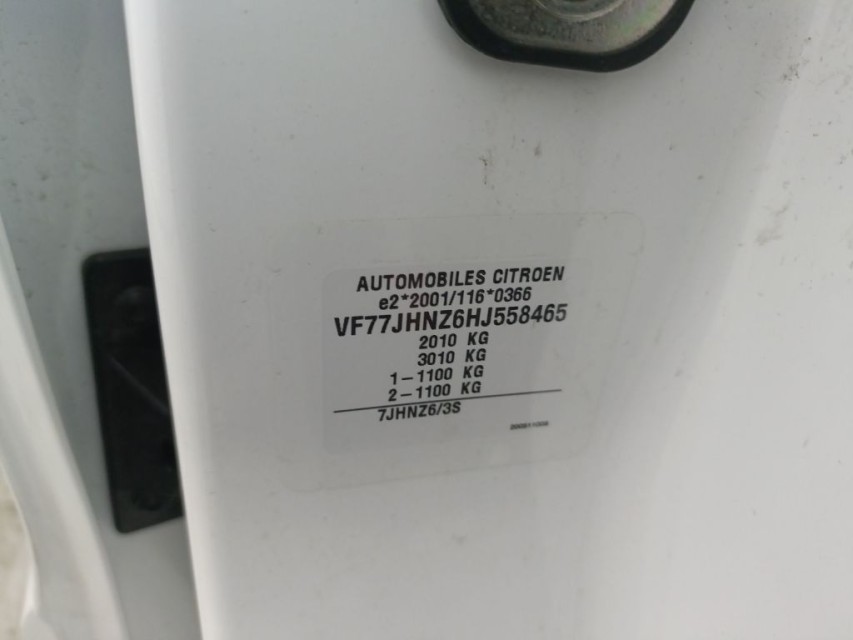 AUTOMOBILES CITROEN
e2*2001/116*0366
VF77JHNZ6HJ558465
2010 KG
3010 KG
1-1100 KG
2-1100 KG
7JHNZ6/3S